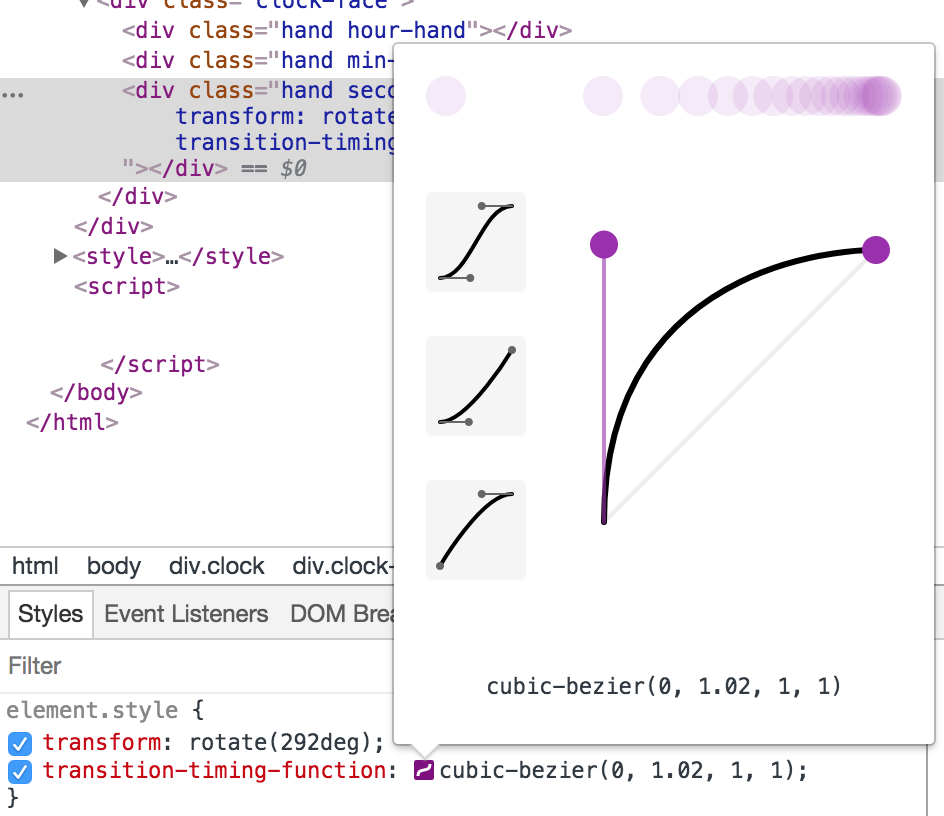 <div class="clock-face">
<div class="hand hour-hand"></div>
<div class="hand min-
<div class="hand seco
transform: rotate
transition-timing
"></div> == $0
</div>
</div>
<style>…</style>
<script>
</script>
</body>
</html>
cubic-bezier(0, 1.02, 1, 1)
html body div.clock div.clock-
Styles Event Listeners DOM Brea
Filter
element.style {
transform: rotate(292deg);
transition-timing-function: cubic-bezier(0, 1.02, 1, 1);
}